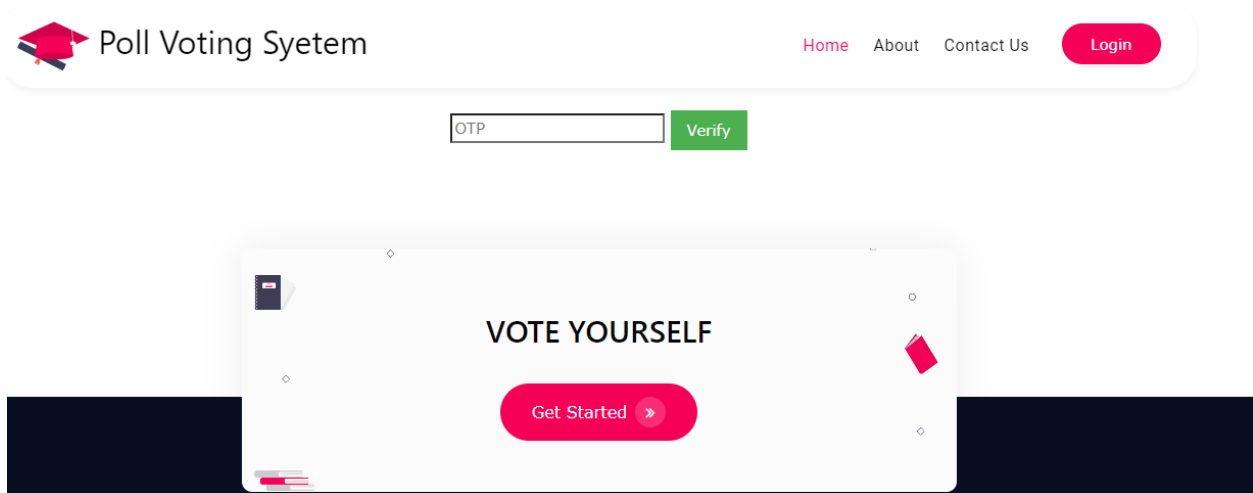 Poll Voting Syetem
Home About Contact Us Login
OTP Verify
VOTE YOURSELF
Get Started »